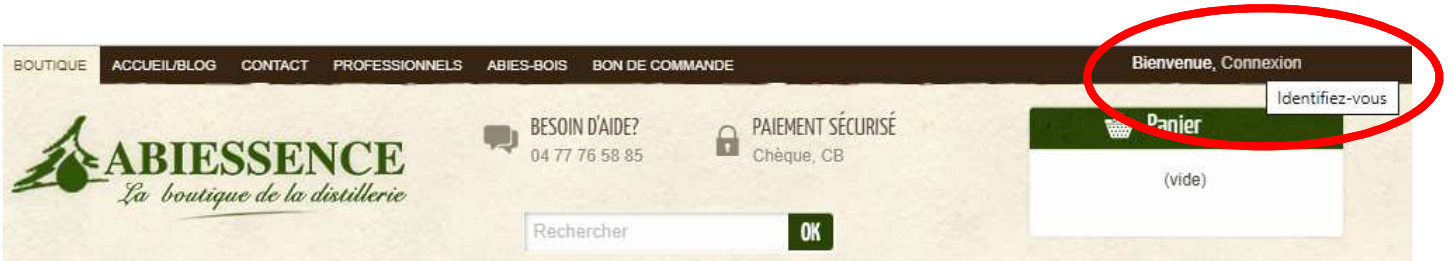 BOUTIQUE ACCUEIL/BLOG CONTACT PROFESSIONNELS ABIES-BOIS BON DE COMMANDE Bienvenue, Connexion
Identifiez-vous
ABIESSENCE
La boutique de la distillerie
BESOIN D'AIDE?
04 77 76 58 85
PAIEMENT SÉCURISÉ
Chèque, CB
Panier
(vide)
Rechercher OK